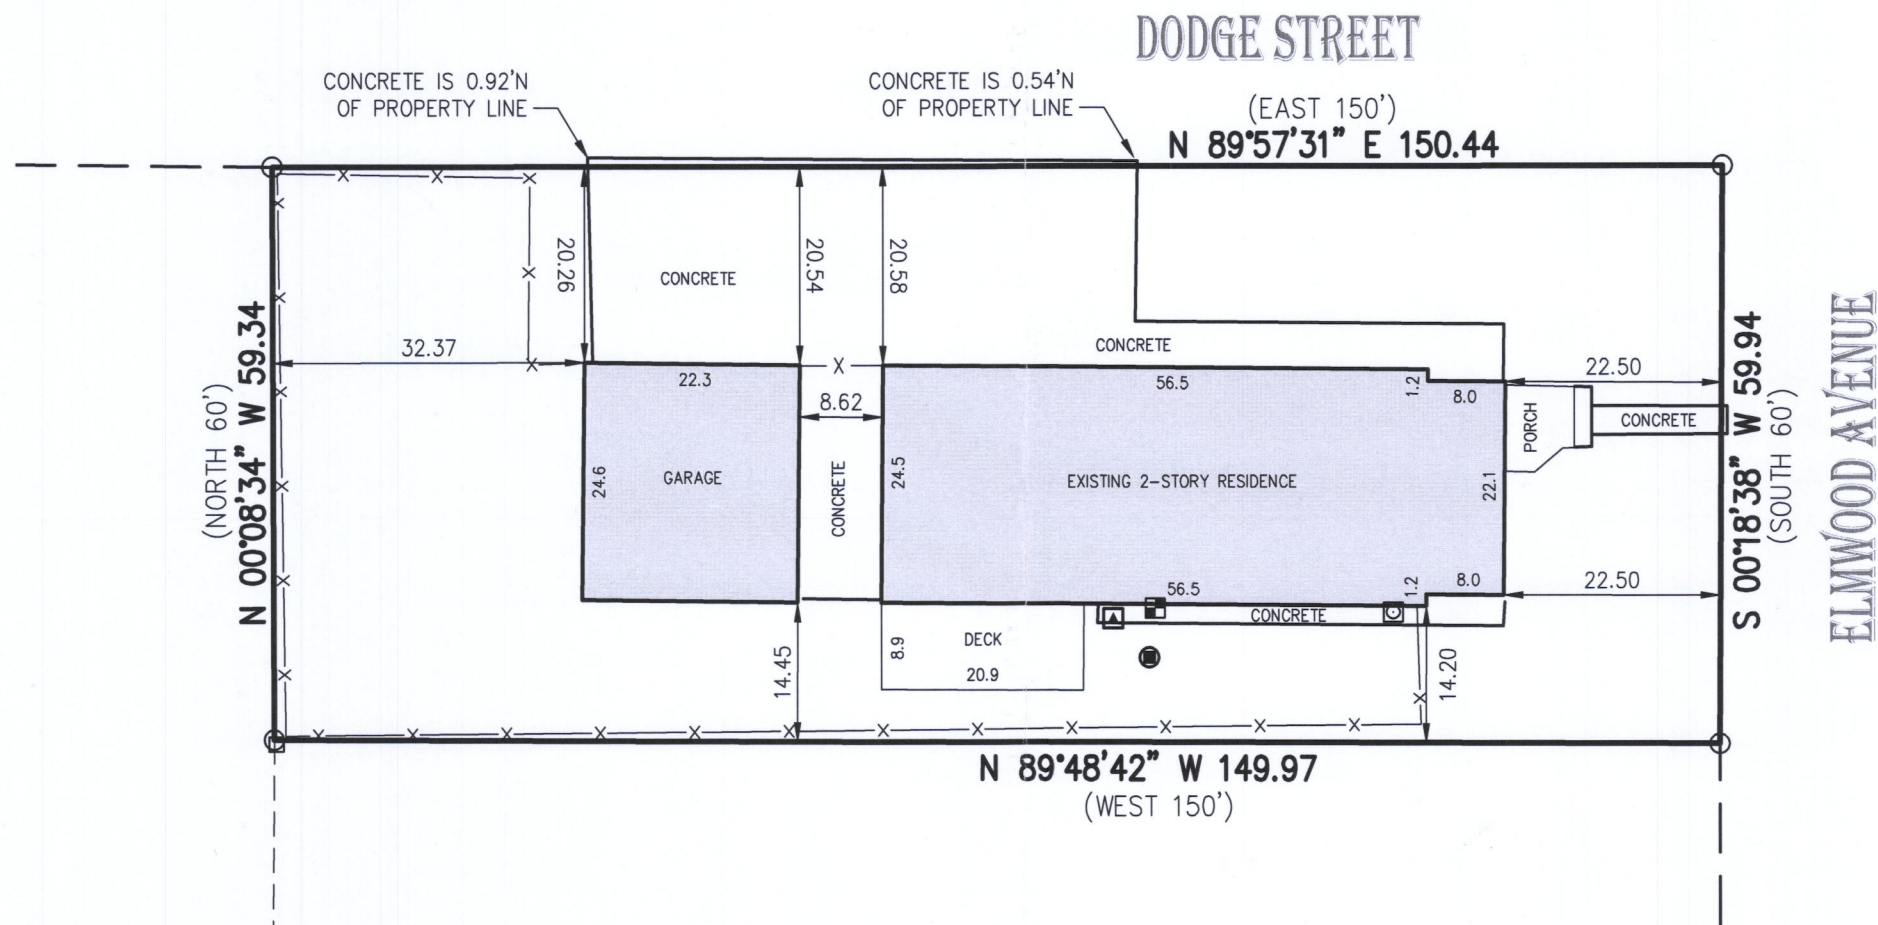 DODGE STREET
CONCRETE IS 0.92'N
OF PROPERTY LINE
CONCRETE IS 0.54'N
OF PROPERTY LINE
(EAST 150')
N 89°57'31" E 150.44
20.26
CONCRETE
20.54
20.58
32.37
CONCRETE
22.3
8.62
56.5
1.2
8.0
22.50
(NORTH 60')
N 00°08'34" W 59.34
24.6
GARAGE
CONCRETE
24.5
EXISTING 2-STORY RESIDENCE
22.1
PORCH
CONCRETE
S 00°18'38" W 59.94
(SOUTH 60')
ELMWOOD AVENUE
56.5
1.2
8.0
22.50
CONCRETE
14.45
8.9
DECK
20.9
14.20
N 89°48'42" W 149.97
(WEST 150')